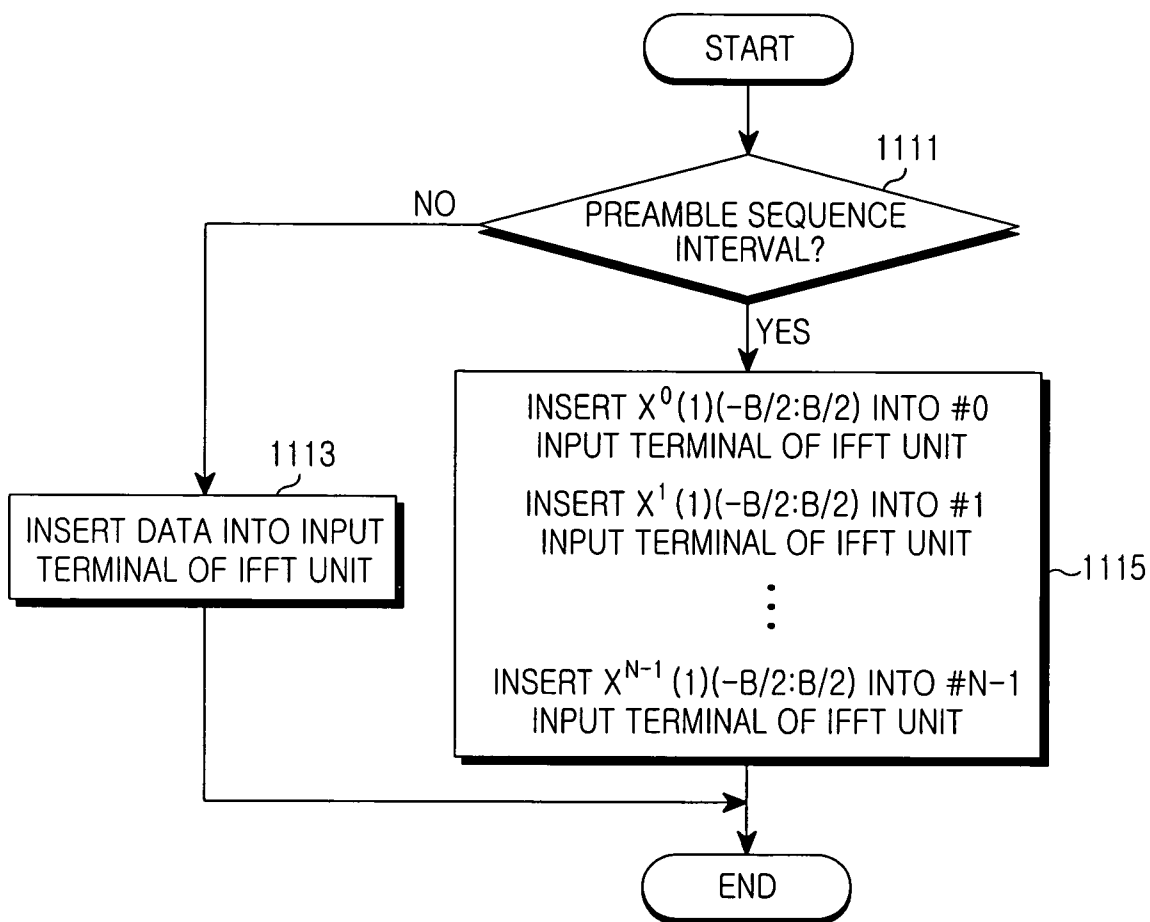 START
1111
NO
PREAMBLE SEQUENCE
INTERVAL?
YES
INSERT X^0(1)(-B/2:B/2) INTO #0
INPUT TERMINAL OF IFFT UNIT
1113
INSERT DATA INTO INPUT
TERMINAL OF IFFT UNIT
INSERT X^1(1)(-B/2:B/2) INTO #1
INPUT TERMINAL OF IFFT UNIT
1115
⋮
INSERT X^N-1(1)(-B/2:B/2) INTO #N-1
INPUT TERMINAL OF IFFT UNIT
END